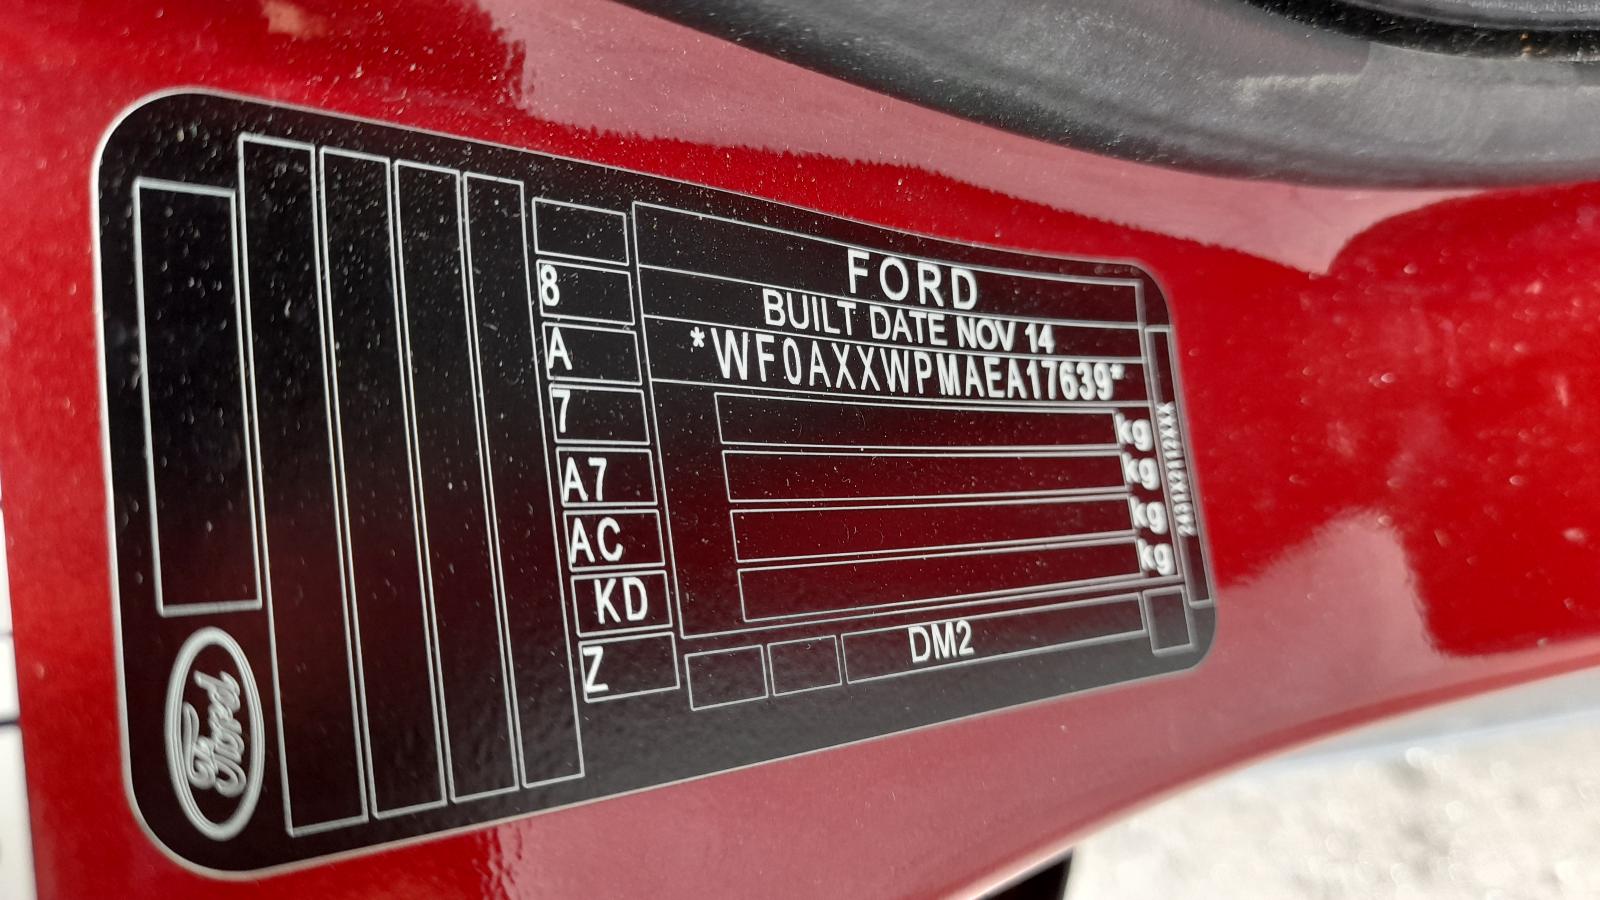 FORD
BUILT DATE NOV 14
*WF0AXXWPMAEA17639*
kg
kg
kg
kg
8
A
7
A7
AC
KD
Z
DM2
Ford